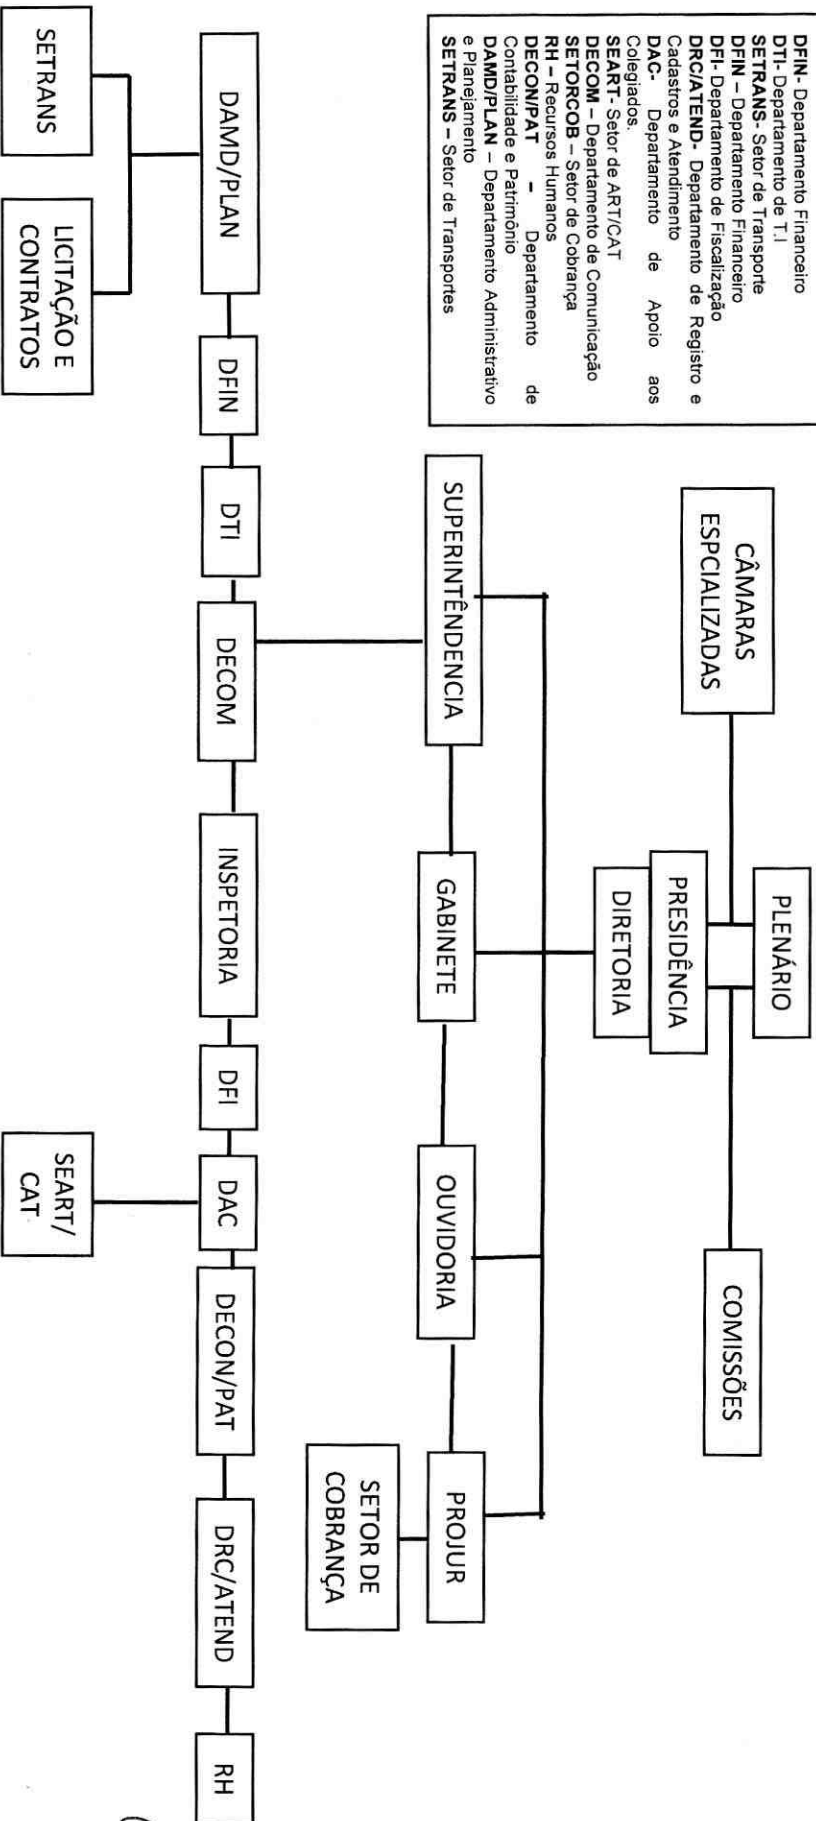 DFIN- Departamento Financeiro
DTI- Departamento de T.I
SETRANS- Setor de Transporte
DFIN – Departamento Financeiro
DFI- Departamento de Fiscalização
DRC/ATEND- Departamento de Registro e
Cadastros e Atendimento
DAC- Departamento de Apoio aos
Colegiados.
SEART- Setor de ART/CAT
DECOM – Departamento de Comunicação
SETORCOB – Setor de Cobrança
RH – Recursos Humanos
DECON/PAT – Departamento de
Contabilidade e Patrimônio
DAMD/PLAN – Departamento Administrativo
e Planejamento
SETRANS – Setor de Transportes
PLENÁRIO
CÂMARAS
ESPCIALIZADAS
PRESIDÊNCIA
COMISSÕES
DIRETORIA
SUPERINTÊNDENCIA
GABINETE
OUVIDORIA
PROJUR
SETOR DE
COBRANÇA
DAMD/PLAN
DFIN
DTI
DECOM
INSPETORIA
DFI
DAC
DECON/PAT
DRC/ATEND
RH
SETRANS
LICITAÇÃO E
CONTRATOS
SEART/
CAT